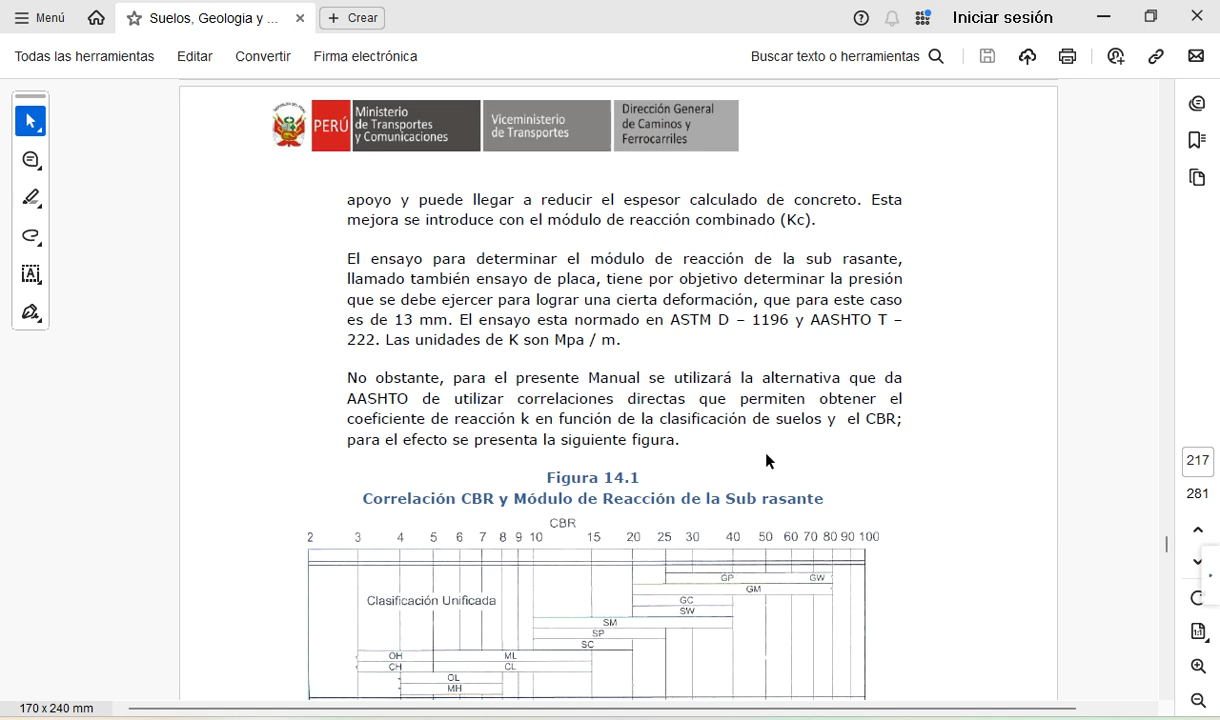 Menú
Suelos, Geologia y ...
Crear
Iniciar sesión
Todas las herramientas
Editar
Convertir
Firma electrónica
Buscar texto o herramientas
PERÚ
Ministerio
de Transportes
y Comunicaciones
Viceministerio
de Transportes
Dirección General
de Caminos y
Ferrocarriles
apoyo y puede llegar a reducir el espesor calculado de concreto. Esta
mejora se introduce con el módulo de reacción combinado (Kc).
El ensayo para determinar el módulo de reacción de la sub rasante,
llamado también ensayo de placa, tiene por objetivo determinar la presión
que se debe ejercer para lograr una cierta deformación, que para este caso
es de 13 mm. El ensayo esta normado en ASTM D – 1196 y AASHTO T –
222. Las unidades de K son Mpa / m.
No obstante, para el presente Manual se utilizará la alternativa que da
AASHTO de utilizar correlaciones directas que permiten obtener el
coeficiente de reacción k en función de la clasificación de suelos y el CBR;
para el efecto se presenta la siguiente figura.
Figura 14.1
Correlación CBR y Módulo de Reacción de la Sub rasante
CBR
2 3 4 5 6 7 8 9 10 15 20 25 30 40 50 60 70 80 90 100
GP GW
GM
Clasificación Unificada
GC
SW
SM
SP
SC
OH ML
CH CL
OL
MH
217
281
1:1
170 x 240 mm